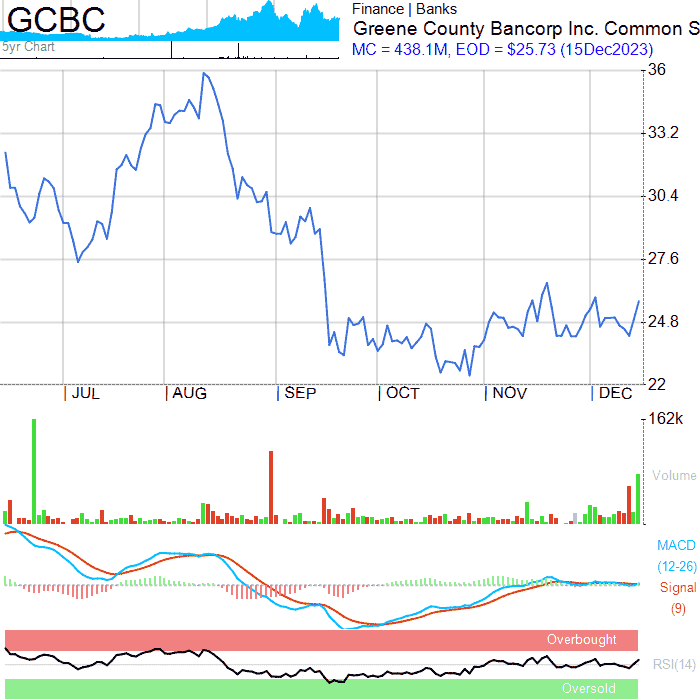 GCBC
5yr Chart
Finance | Banks
Greene County Bancorp Inc. Common S
MC = 438.1M, EOD = $25.73 (15Dec2023)
36
33.2
30.4
27.6
24.8
22
JUL AUG SEP OCT NOV DEC
162k
Volume
MACD
(12-26)
Signal
(9)
Overbought
RSI(14)
Oversold